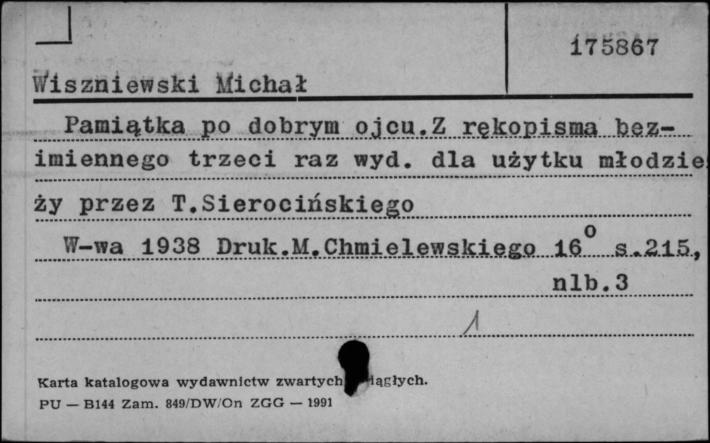 175867
Wiszniewski Michał
Pamiątka po dobrym ojcu.Z rękopisma bez-
imiennego trzeci raz wyd. dla użytku młodzie
ży przez T.Sierocińskiego
W-wa 1938 Druk.M.Chmielewskiego 16° s.215,
nlb.3
1
Karta katalogowa wydawnictw zwartych
PU — B144 Zam. 849/DW/On ZGG — 1991